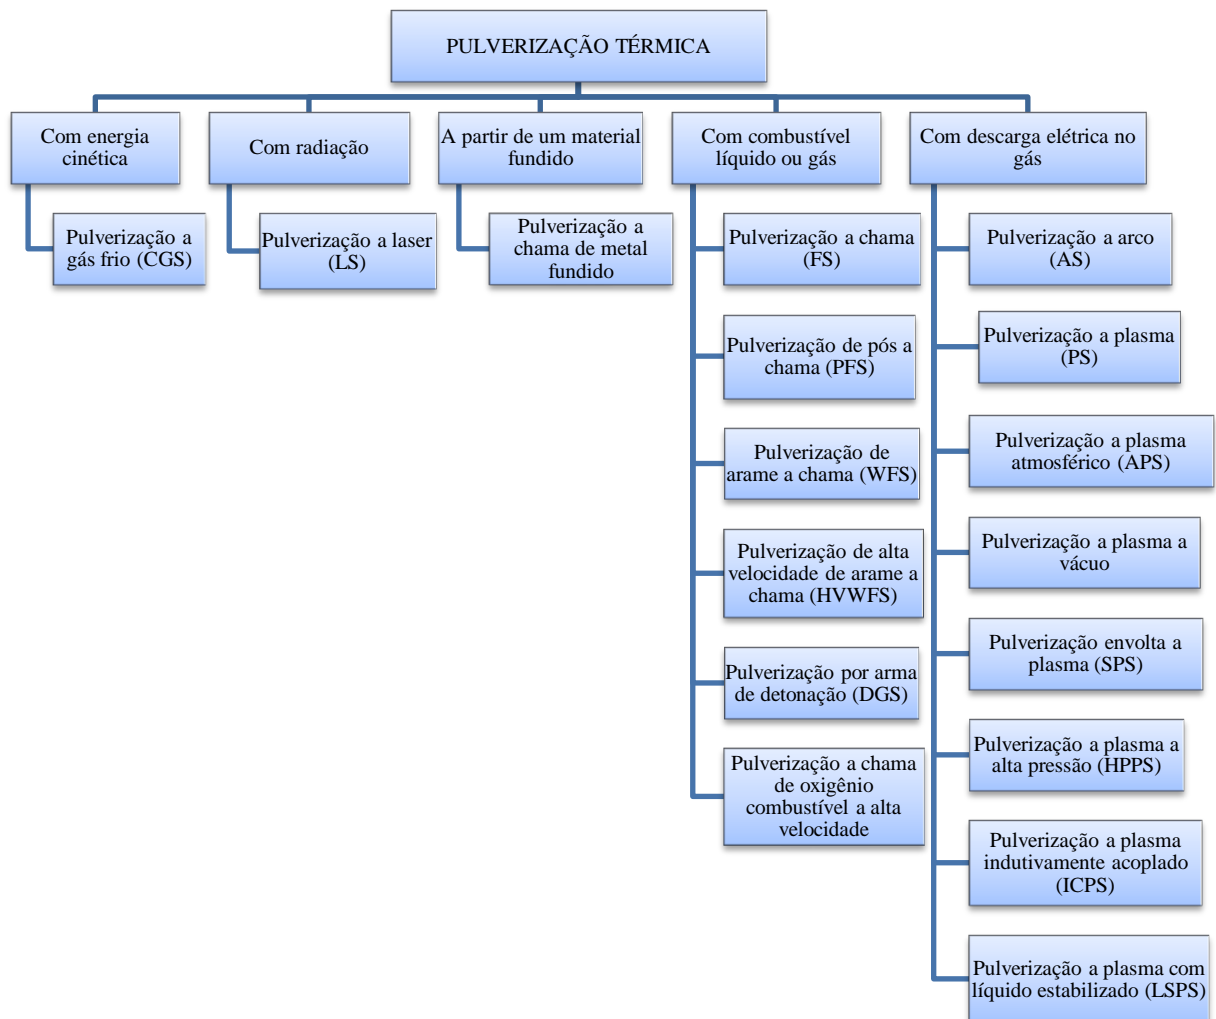 PULVERIZAÇÃO TÉRMICA
Com energia
cinética
Pulverização a
gás frio (CGS)
Com radiação
Pulverização a laser
(LS)
A partir de um material
fundido
Pulverização a
chama de metal
fundido
Com combustível
líquido ou gás
Pulverização a chama
(FS)
Pulverização de pós a
chama (PFS)
Pulverização de
arame a chama (WFS)
Pulverização de alta
velocidade de arame a
chama (HVWFS)
Pulverização por arma
de detonação (DGS)
Pulverização a chama
de oxigênio
combustível a alta
velocidade
Com descarga elétrica no
gás
Pulverização a arco
(AS)
Pulverização a plasma
(PS)
Pulverização a plasma
atmosférico (APS)
Pulverização a plasma a
vácuo
Pulverização envolta a
plasma (SPS)
Pulverização a plasma a
alta pressão (HPPS)
Pulverização a plasma
indutivamente acoplado
(ICPS)
Pulverização a plasma com
líquido estabilizado (LSPS)